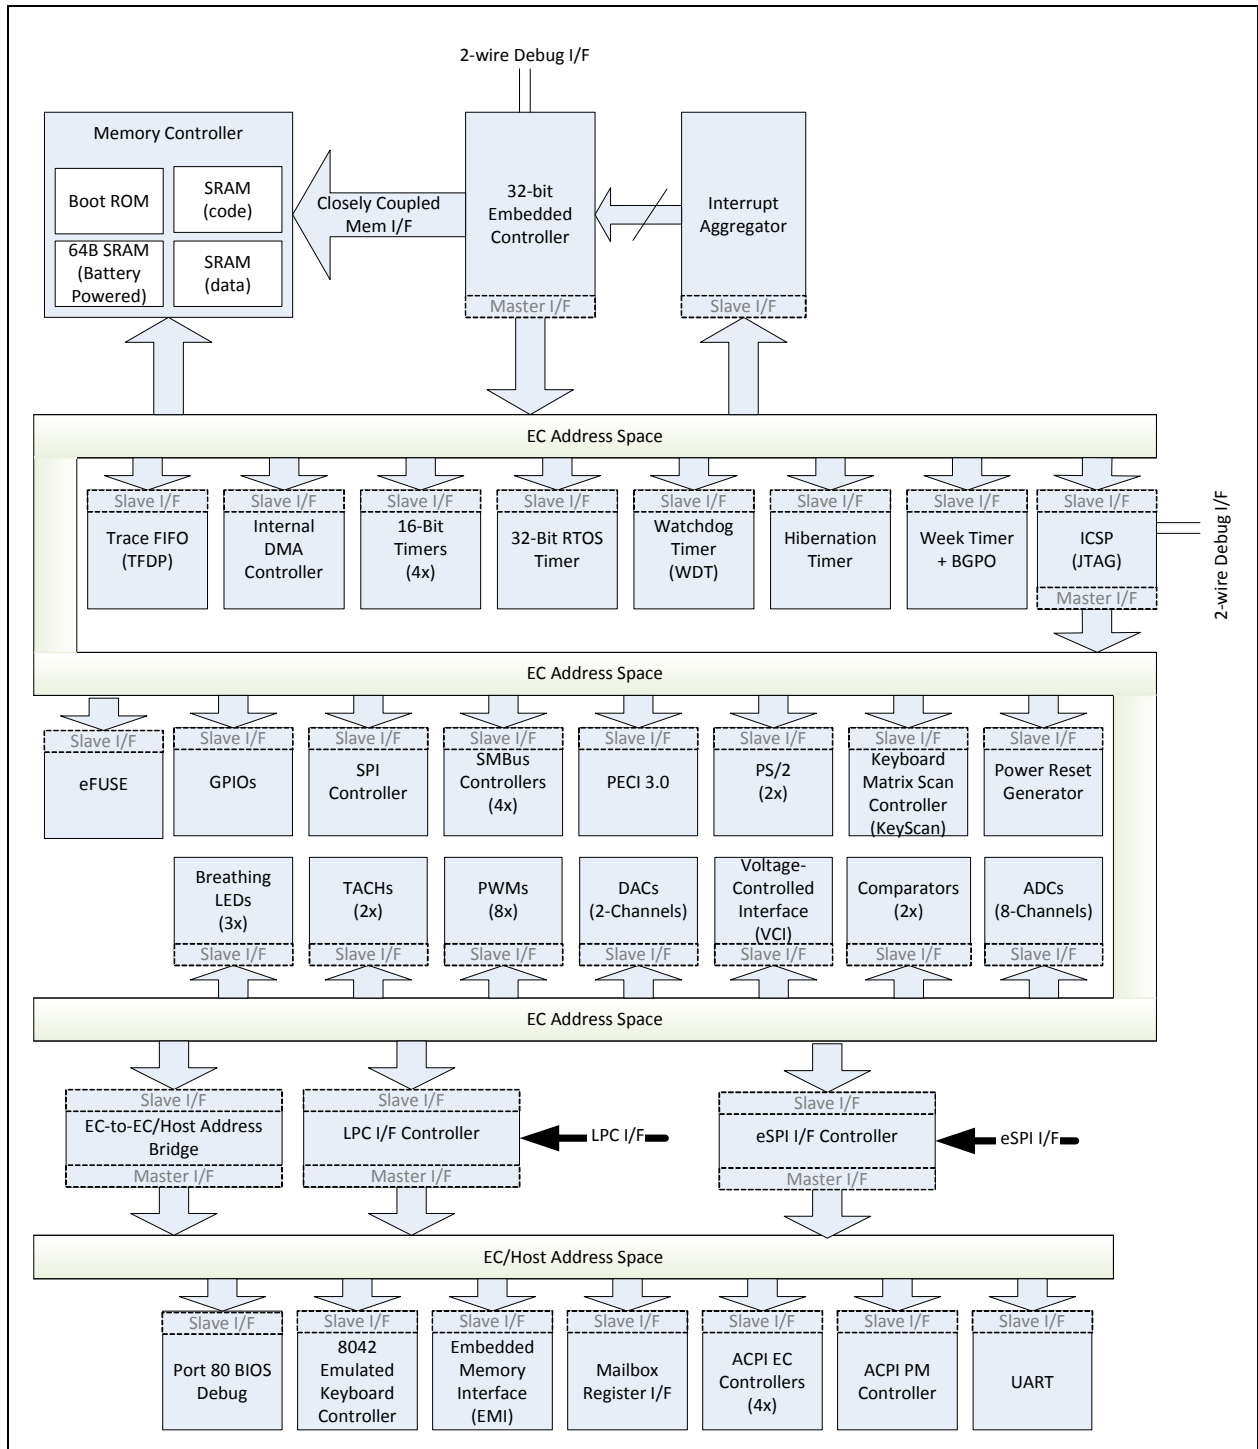 2-wire Debug I/F
Memory Controller
Boot ROM
SRAM
(code)
64B SRAM
(Battery
Powered)
SRAM
(data)
Closely Coupled
Mem I/F
32-bit
Embedded
Controller
Master I/F
Interrupt
Aggregator
Slave I/F
EC Address Space
Slave I/F
Trace FIFO
(TFDP)
Slave I/F
Internal
DMA
Controller
Slave I/F
16-Bit
Timers
(4x)
Slave I/F
32-Bit RTOS
Timer
Slave I/F
Watchdog
Timer
(WDT)
Slave I/F
Hibernation
Timer
Slave I/F
Week Timer
+ BGPO
Slave I/F
ICSP
(JTAG)
Master I/F
2-wire Debug I/F
EC Address Space
Slave I/F
eFUSE
Slave I/F
GPIOs
Slave I/F
SPI
Controller
Slave I/F
SMBus
Controllers
(4x)
Slave I/F
PECI 3.0
Slave I/F
PS/2
(2x)
Slave I/F
Keyboard
Matrix Scan
Controller
(KeyScan)
Slave I/F
Power Reset
Generator
Breathing
LEDs
(3x)
Slave I/F
TACHs
(2x)
Slave I/F
PWMs
(8x)
Slave I/F
DACs
(2-Channels)
Slave I/F
Voltage-
Controlled
Interface
(VCI)
Slave I/F
Comparators
(2x)
Slave I/F
ADCs
(8-Channels)
Slave I/F
EC Address Space
Slave I/F
EC-to-EC/Host Address
Bridge
Master I/F
Slave I/F
LPC I/F Controller
Master I/F
LPC I/F
Slave I/F
eSPI I/F Controller
Master I/F
eSPI I/F
EC/Host Address Space
Slave I/F
Port 80 BIOS
Debug
Slave I/F
8042
Emulated
Keyboard
Controller
Slave I/F
Embedded
Memory
Interface
(EMI)
Slave I/F
Mailbox
Register I/F
Slave I/F
ACPI EC
Controllers
(4x)
Slave I/F
ACPI PM
Controller
Slave I/F
UART